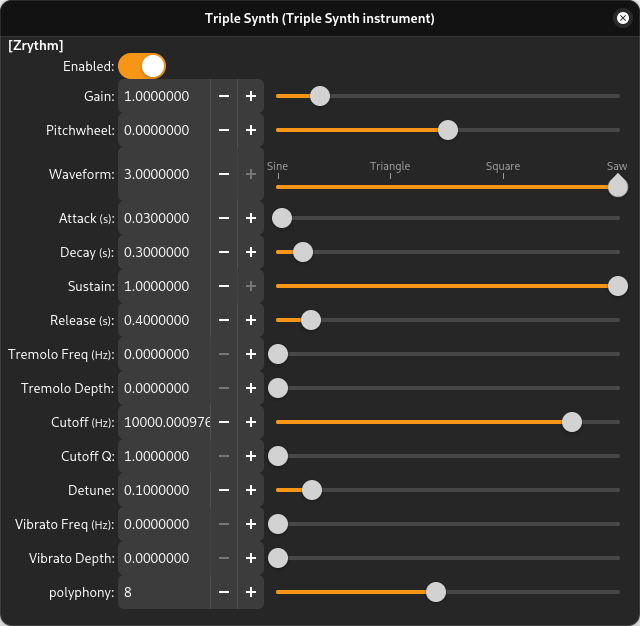 Triple Synth (Triple Synth instrument)
[Zrythm]
Enabled:
Gain: 1.0000000 − +
Pitchwheel: 0.0000000 − +
Sine Triangle Square Saw
Waveform: 3.0000000 − +
Attack (s): 0.0300000 − +
Decay (s): 0.3000000 − +
Sustain: 1.0000000 − +
Release (s): 0.4000000 − +
Tremolo Freq (Hz): 0.0000000 − +
Tremolo Depth: 0.0000000 − +
Cutoff (Hz): 10000.000976 − +
Cutoff Q: 1.0000000 − +
Detune: 0.1000000 − +
Vibrato Freq (Hz): 0.0000000 − +
Vibrato Depth: 0.0000000 − +
polyphony: 8 − +